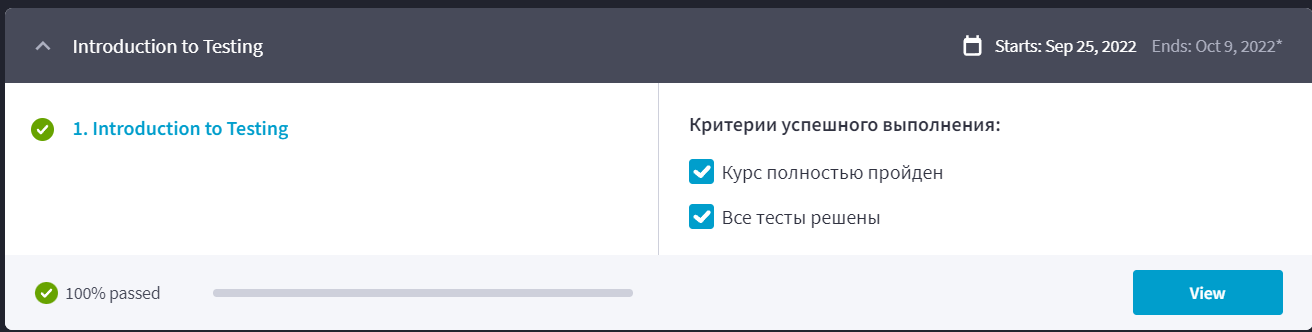 Introduction to Testing
Starts: Sep 25, 2022 Ends: Oct 9, 2022*
1. Introduction to Testing
Критерии успешного выполнения:
Курс полностью пройден
Все тесты решены
100% passed
View